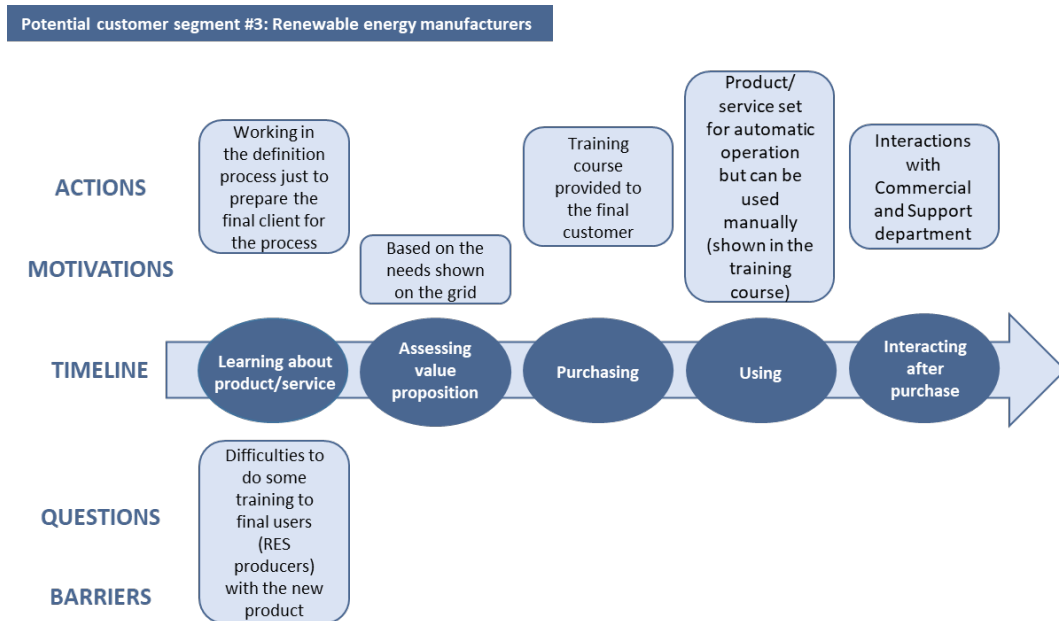 Potential customer segment #3: Renewable energy manufacturers
ACTIONS
Working in
the definition
process just to
prepare the
final client for
the process
Training
course
provided to
the final
customer
Product/
service set
for automatic
operation
but can be
used
manually
(shown in the
training
course)
Interactions
with
Commercial
and Support
department
MOTIVATIONS
Based on the
needs shown
on the grid
TIMELINE
Learning about
product/service
Assessing
value
proposition
Purchasing
Using
Interacting
after
purchase
QUESTIONS
Difficulties to
do some
training to
final users
(RES
producers)
with the new
product
BARRIERS